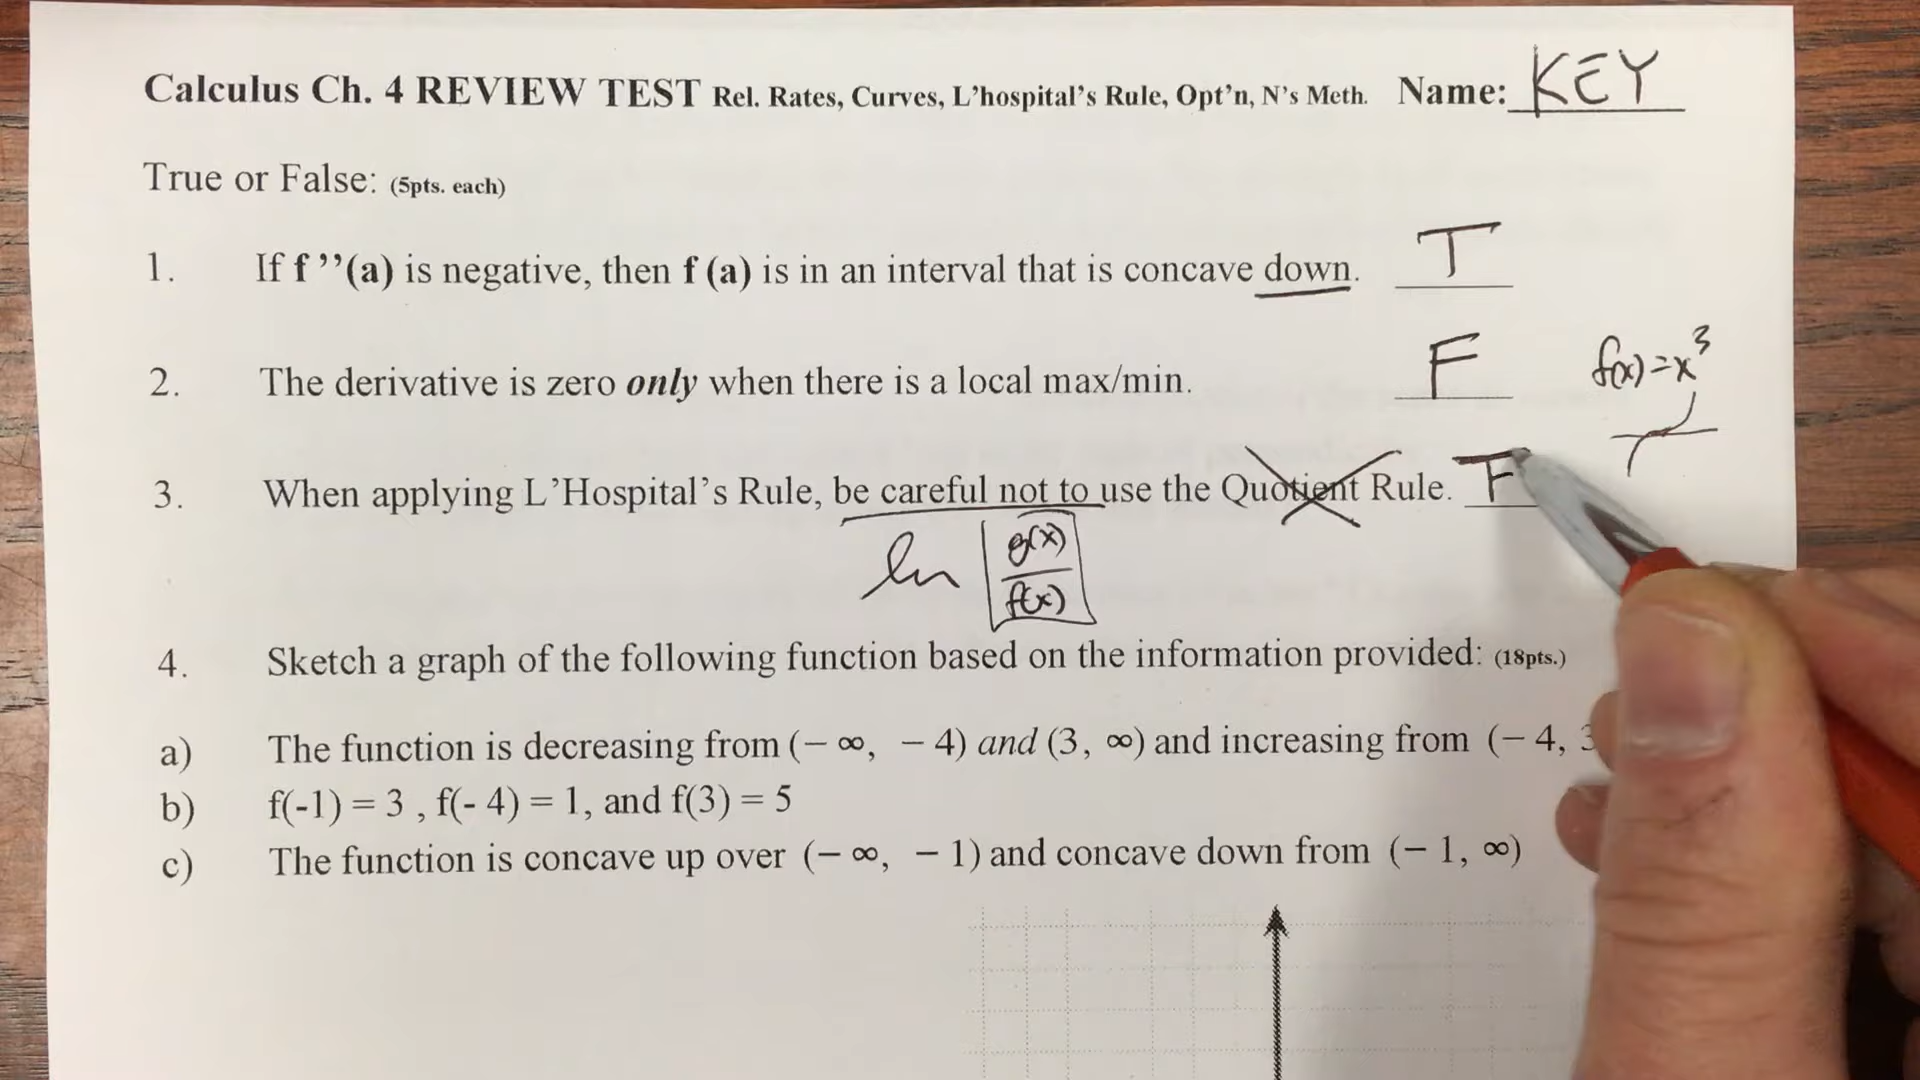 Calculus Ch. 4 REVIEW TEST Rel. Rates, Curves, L'hospital's Rule, Opt'n, N's Meth. Name: KEY
True or False: (5pts. each)
1. If f ’’(a) is negative, then f (a) is in an interval that is concave down. T
2. The derivative is zero only when there is a local max/min. F
f(x)=x³
3. When applying L’Hospital’s Rule, be careful not to use the Quotient Rule. F
g(x)
f(x)
4. Sketch a graph of the following function based on the information provided: (18pts.)
a) The function is decreasing from (− ∞, − 4) and (3, ∞) and increasing from (− 4, 3
b) f(-1) = 3 , f(- 4) = 1, and f(3) = 5
c) The function is concave up over (− ∞, − 1) and concave down from (− 1, ∞)